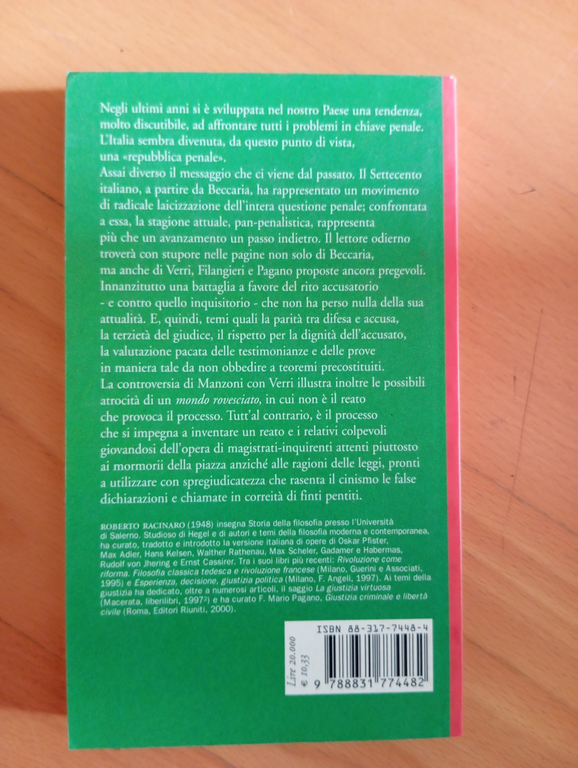 Negli ultimi anni si è sviluppata nel nostro Paese una tendenza,
molto discutibile, ad affrontare tutti i problemi in chiave penale.
L'Italia sembra divenuta, da questo punto di vista,
una «repubblica penale».
Assai diverso il messaggio che ci viene dal passato. Il Settecento
italiano, a partire da Beccaria, ha rappresentato un movimento
di radicale laicizzazione dell'intera questione penale; confrontata
a essa, la stagione attuale, pan-penalistica, rappresenta
più che un avanzamento un passo indietro. Il lettore odierno
troverà con stupore nelle pagine non solo di Beccaria,
ma anche di Verri, Filangieri e Pagano proposte ancora pregevoli.
Innanzitutto una battaglia a favore del rito accusatorio
- e contro quello inquisitorio - che non ha perso nulla della sua
attualità. E, quindi, temi quali la parità tra difesa e accusa,
la terzietà del giudice, il rispetto per la dignità dell'accusato,
la valutazione pacata delle testimonianze e delle prove
in maniera tale da non obbedire a teoremi precostituiti.
La controversia di Manzoni con Verri illustra inoltre le possibili
atrocità di un mondo rovesciato, in cui non è il reato
che provoca il processo. Tutt'al contrario, è il processo
che si impegna a inventare un reato e i relativi colpevoli
giovandosi dell'opera di magistrati-inquirenti attenti piuttosto
ai mormorii della piazza anziché alle ragioni delle leggi, pronti
a utilizzare con spregiudicatezza che rasenta il cinismo le false
dichiarazioni e chiamate in correità di finti pentiti.
ROBERTO RACINARO (1948) insegna Storia della filosofia presso l'Università
di Salerno. Studioso di Hegel e di autori e temi della filosofia moderna e contemporanea,
ha curato, tradotto e introdotto la versione italiana di opere di Oskar Pfister,
Max Adler, Hans Kelsen, Walther Rathenau, Max Scheler, Gadamer e Habermas,
Rudolf von Jhering e Ernst Cassirer. Tra i suoi libri più recenti: Rivoluzione come
riforma. Filosofia classica tedesca e rivoluzione francese (Milano, Guerini e Associati,
1995) e Esperienza, decisione, giustizia politica (Milano, F. Angeli, 1997). Ai temi della
giustizia ha dedicato, oltre a numerosi articoli, il saggio La giustizia virtuosa
(Macerata, liberilibri, 1997²) e ha curato F. Mario Pagano, Giustizia criminale e libertà
civile (Roma, Editori Riuniti, 2000).
ISBN 88-317-7448-4
Lire 20.000
€ 10,33
9 788831 774482